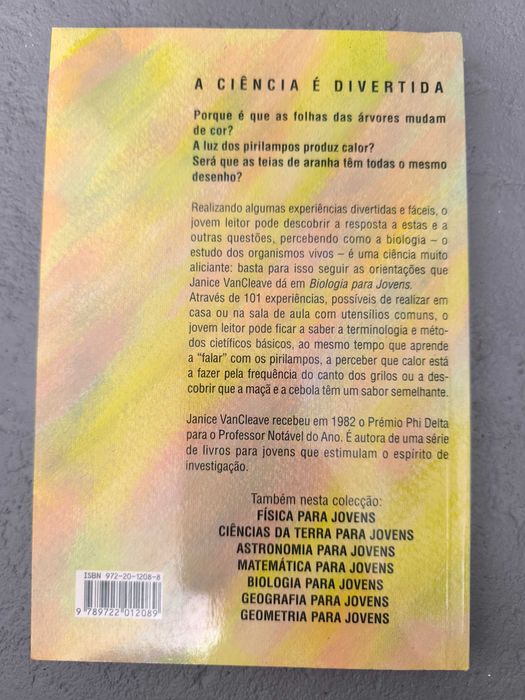 A CIÊNCIA É DIVERTIDA
Porque é que as folhas das árvores mudam
de cor?
A luz dos pirilampos produz calor?
Será que as teias de aranha têm todas o mesmo
desenho?
Realizando algumas experiências divertidas e fáceis, o
jovem leitor pode descobrir a resposta a estas e a
outras questões, percebendo como a biologia – o
estudo dos organismos vivos – é uma ciência muito
aliciante: basta para isso seguir as orientações que
Janice VanCleave dá em Biologia para Jovens.
Através de 101 experiências, possíveis de realizar em
casa ou na sala de aula com utensílios comuns, o
jovem leitor pode ficar a saber a terminologia e méto-
dos cietíficos básicos, ao mesmo tempo que aprende
a "falar" com os pirilampos, a perceber que calor está
a fazer pela frequência do canto dos grilos ou a des-
cobrir que a maçã e a cebola têm um sabor semelhante.
Janice VanCleave recebeu em 1982 o Prémio Phi Delta
para o Professor Notável do Ano. É autora de uma série
de livros para jovens que estimulam o espírito de
investigação.
Também nesta colecção:
FÍSICA PARA JOVENS
CIÊNCIAS DA TERRA PARA JOVENS
ASTRONOMIA PARA JOVENS
MATEMÁTICA PARA JOVENS
BIOLOGIA PARA JOVENS
GEOGRAFIA PARA JOVENS
GEOMETRIA PARA JOVENS
ISBN 972-20-1208-8
9 789722 012089